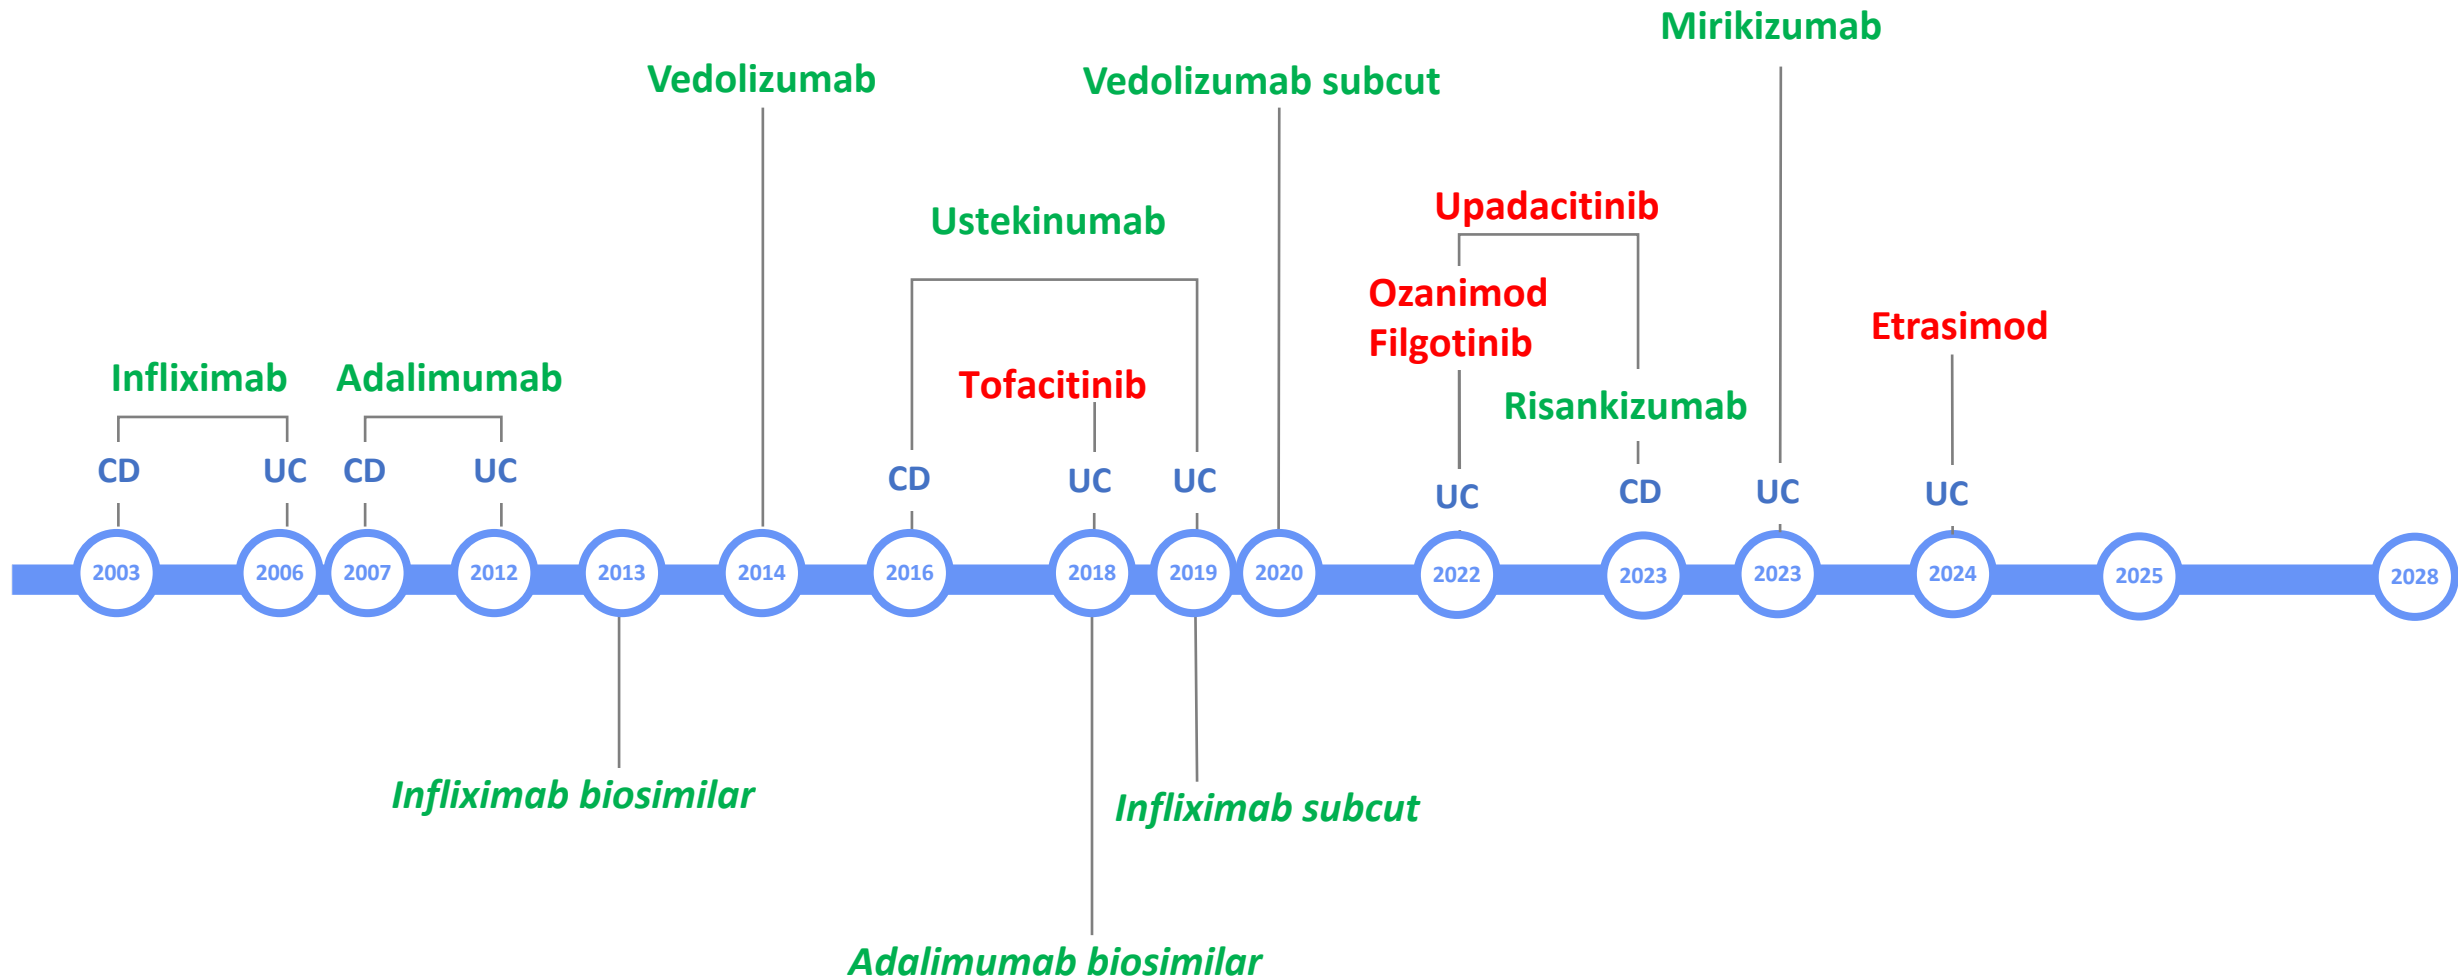 Mirikizumab
Vedolizumab
Vedolizumab subcut
Upadacitinib
Ustekinumab
Ozanimod
Filgotinib
Etrasimod
Infliximab
Adalimumab
Tofacitinib
Risankizumab
CD
UC
CD
UC
CD
UC
UC
UC
CD
UC
UC
2003
2006
2007
2012
2013
2014
2016
2018
2019
2020
2022
2023
2023
2024
2025
2028
Infliximab biosimilar
Infliximab subcut
Adalimumab biosimilar